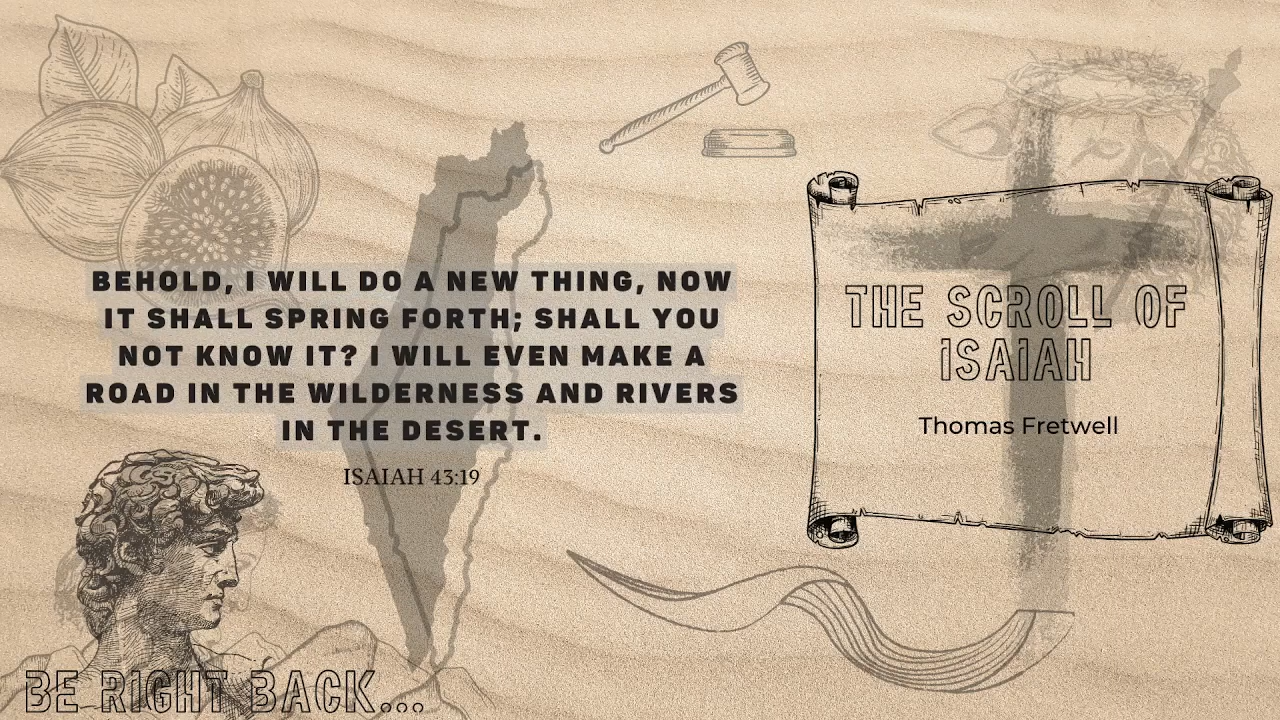 BEHOLD, I WILL DO A NEW THING, NOW
IT SHALL SPRING FORTH; SHALL YOU
NOT KNOW IT? I WILL EVEN MAKE A
ROAD IN THE WILDERNESS AND RIVERS
IN THE DESERT.
ISAIAH 43:19
THE SCROLL OF
ISAIAH
Thomas Fretwell
BE RIGHT BACK...